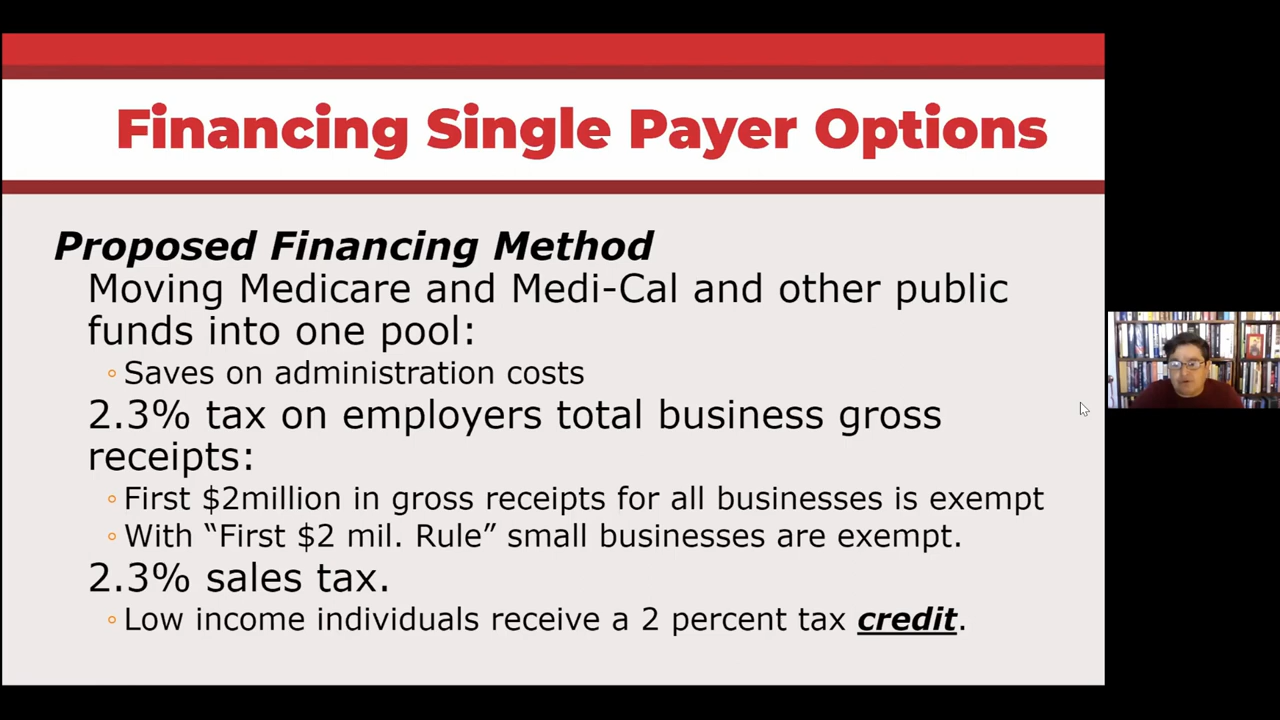 Financing Single Payer Options
Proposed Financing Method
Moving Medicare and Medi-Cal and other public
funds into one pool:
◦Saves on administration costs
2.3% tax on employers total business gross
receipts:
◦First $2million in gross receipts for all businesses is exempt
◦With “First $2 mil. Rule” small businesses are exempt.
2.3% sales tax.
◦Low income individuals receive a 2 percent tax credit.